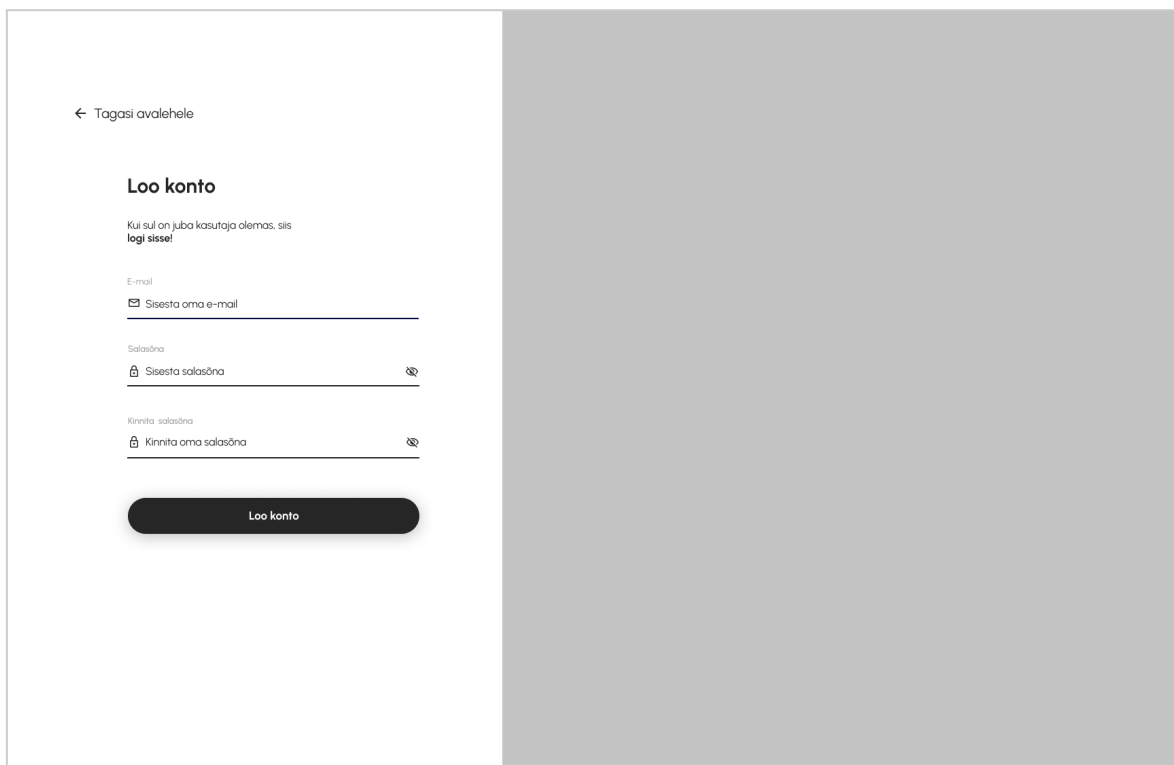 Tagasi avalehele
Loo konto
Kui sul on juba kasutaja olemas, siis
logi sisse!
E-mail
Sisesta oma e-mail
Salasõna
Sisesta salasõna
Kinnita salasõna
Kinnita oma salasõna
Loo konto